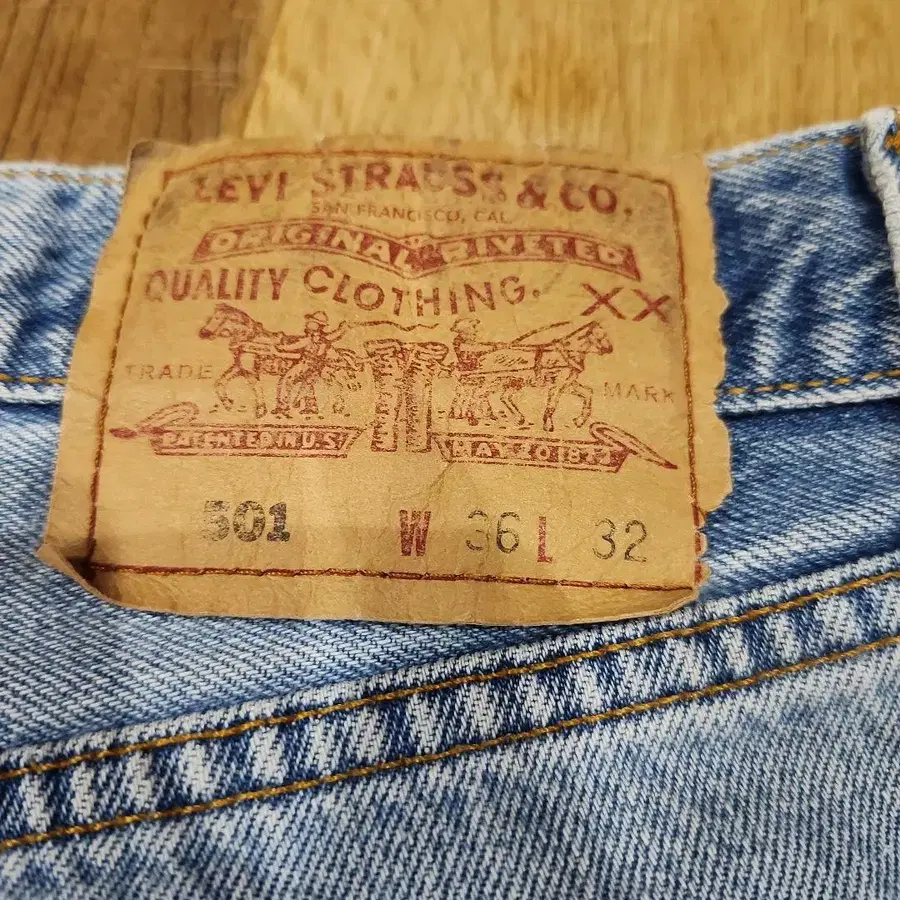 LEVI STRAUSS & CO.
SAN FRANCISCO, CAL.
ORIGINAL RIVETED
QUALITY CLOTHING. XX
TRADE MARK
PATENTED IN U.S. MAY 20 1873
501 W 36 L 32